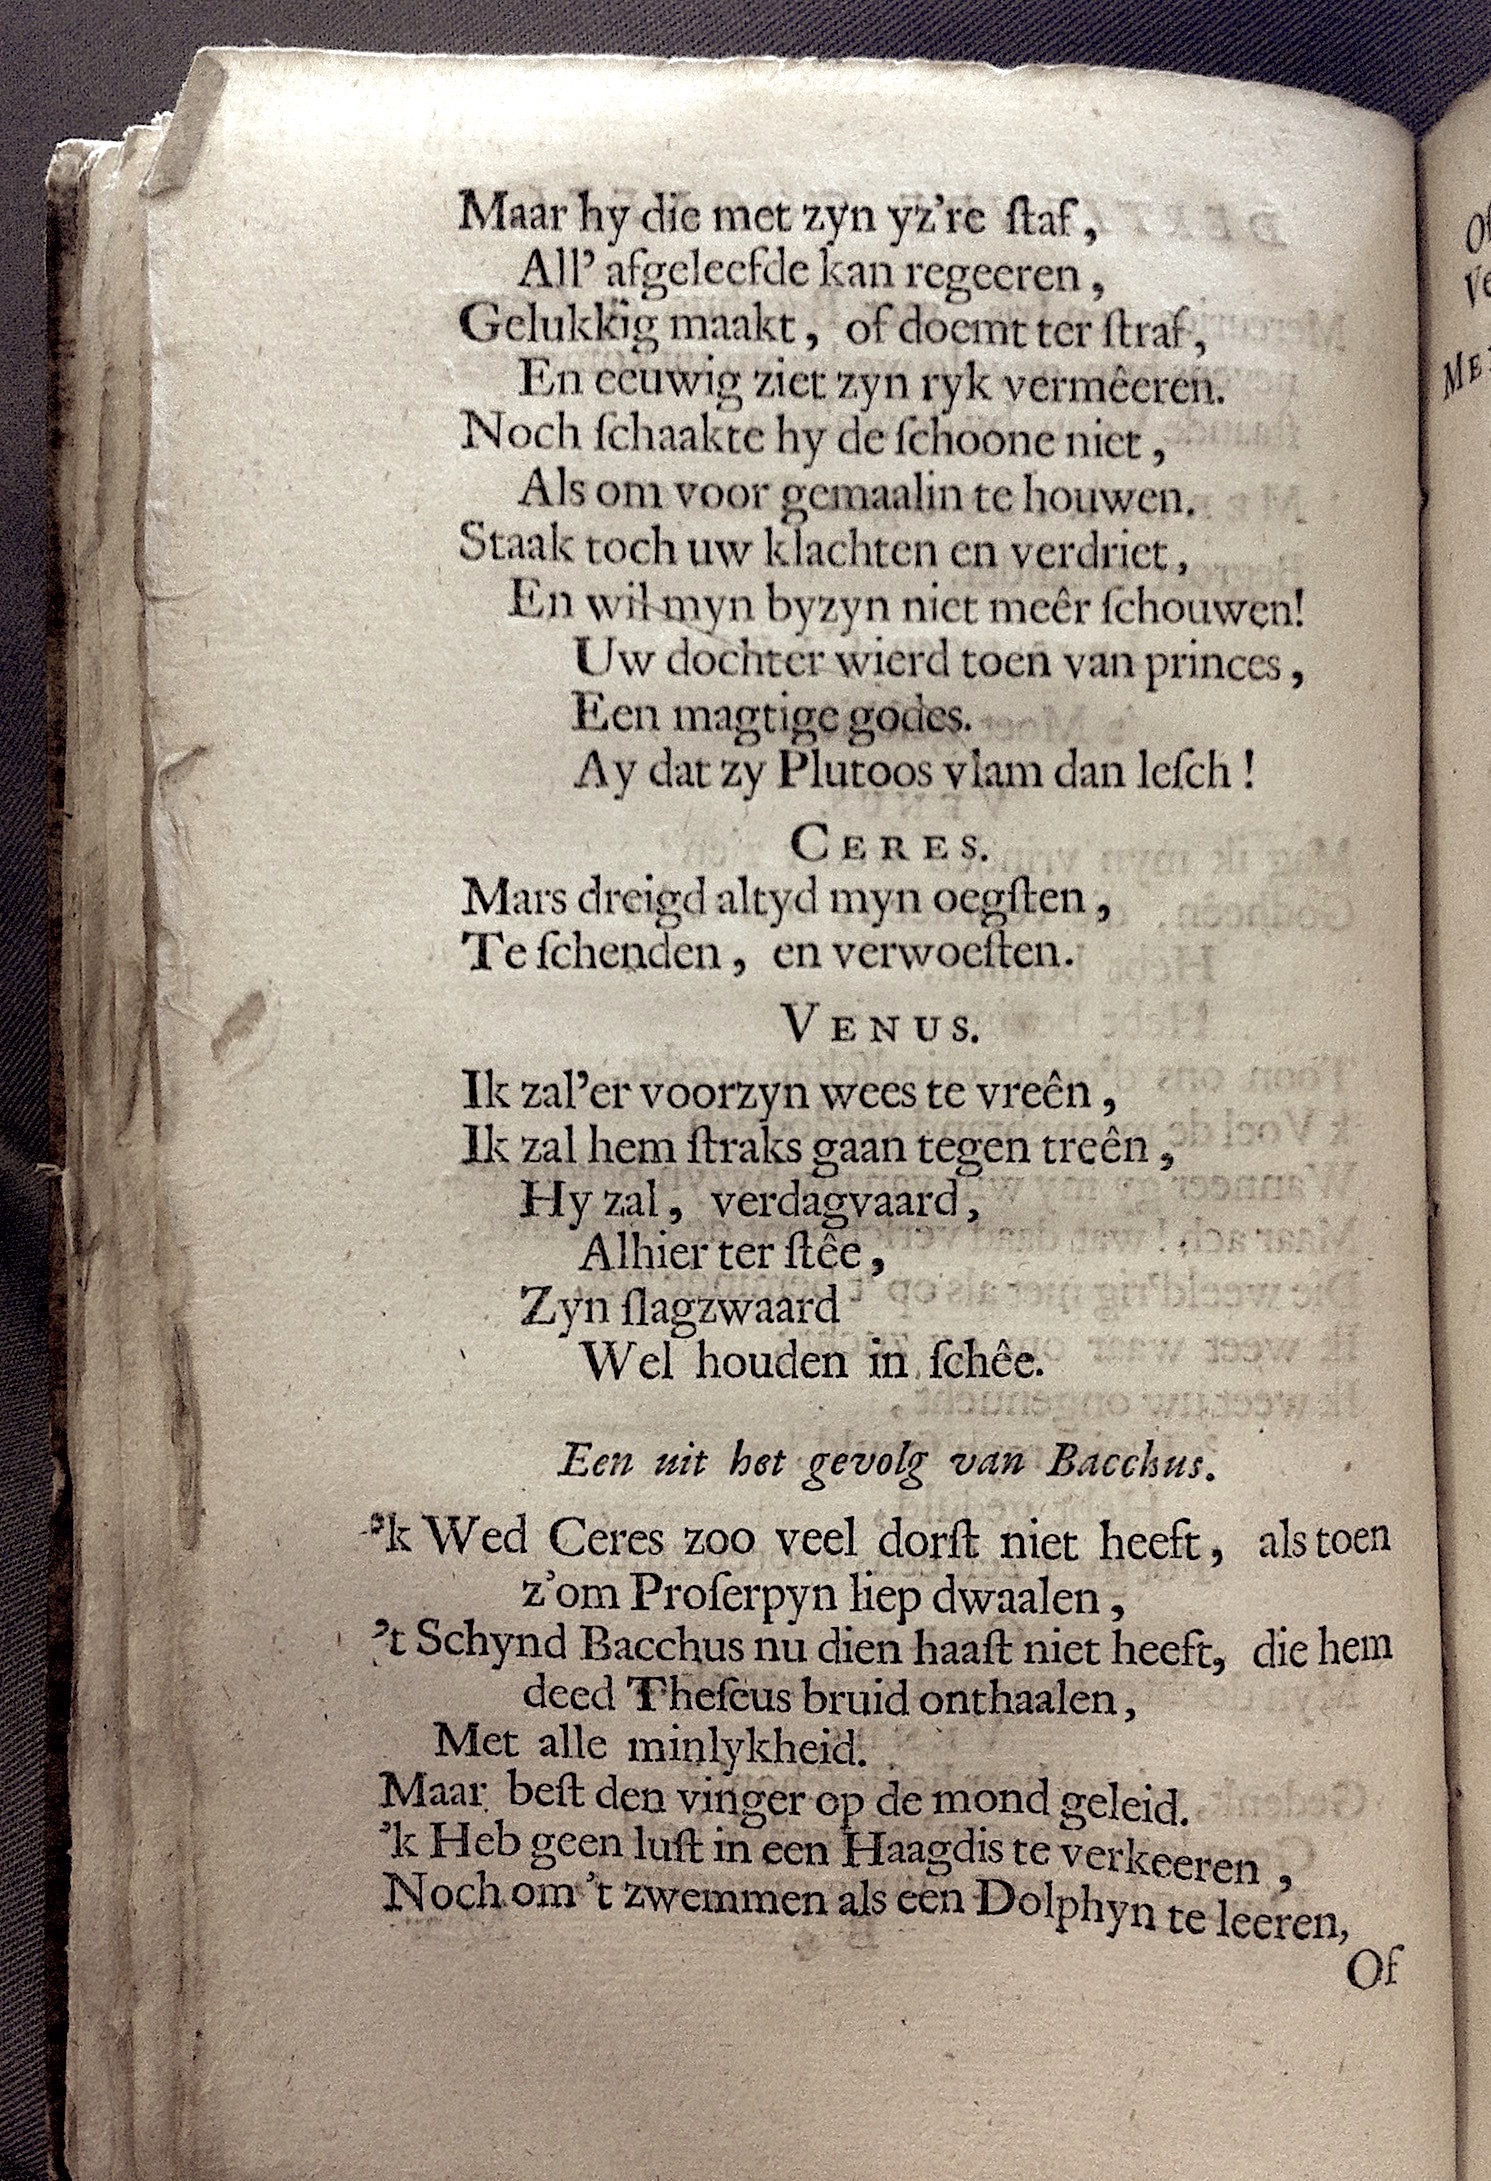 Maar hy die met zyn yz're ſtaf,
All' afgeleefde kan regeeren,
Gelukkig maakt, of doemt ter ſtraf,
En eeuwig ziet zyn ryk vermêeren.
Noch ſchaakte hy de ſchoone niet,
Als om voor gemaalin te houwen.
Staak toch uw klachten en verdriet,
En wil myn byzyn niet meêr ſchouwen!
Uw dochter wierd toen van princes,
Een magtige godes.
Ay dat zy Plutoos vlam dan leſch!
CERES.
Mars dreigd altyd myn oegſten,
Te ſchenden, en verwoeſten.
VENUS.
Ik zal'er voorzyn wees te vreên,
Ik zal hem ſtraks gaan tegen treên,
Hy zal, verdagvaard,
Alhier ter ſtêe,
Zyn ſlagzwaard
Wel houden in ſchêe.
Een uit het gevolg van Bacchus.
'k Wed Ceres zoo veel dorſt niet heeft, als toen
z'om Proſerpyn liep dwaalen,
't Schynd Bacchus nu dien haaſt niet heeft, die hem
deed Theſeus bruid onthaalen,
Met alle minlykheid.
Maar beſt den vinger op de mond geleid.
'k Heb geen luſt in een Haagdis te verkeeren,
Noch om 't zwemmen als een Dolphyn te leeren,
Of